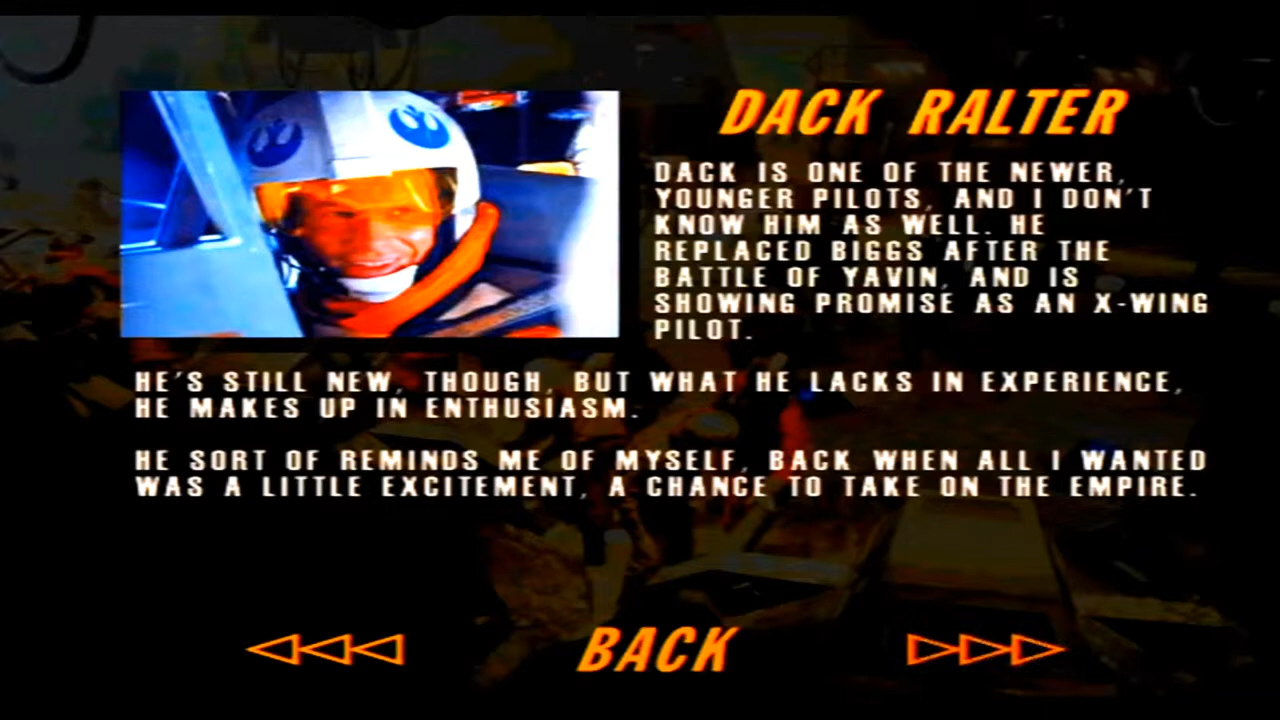 DACK RALTER
DACK IS ONE OF THE NEWER,
YOUNGER PILOTS, AND I DON'T
KNOW HIM AS WELL. HE
REPLACED BIGGS AFTER THE
BATTLE OF YAVIN, AND IS
SHOWING PROMISE AS AN X-WING
PILOT.
HE'S STILL NEW, THOUGH, BUT WHAT HE LACKS IN EXPERIENCE,
HE MAKES UP IN ENTHUSIASM.
HE SORT OF REMINDS ME OF MYSELF, BACK WHEN ALL I WANTED
WAS A LITTLE EXCITEMENT, A CHANCE TO TAKE ON THE EMPIRE.
BACK